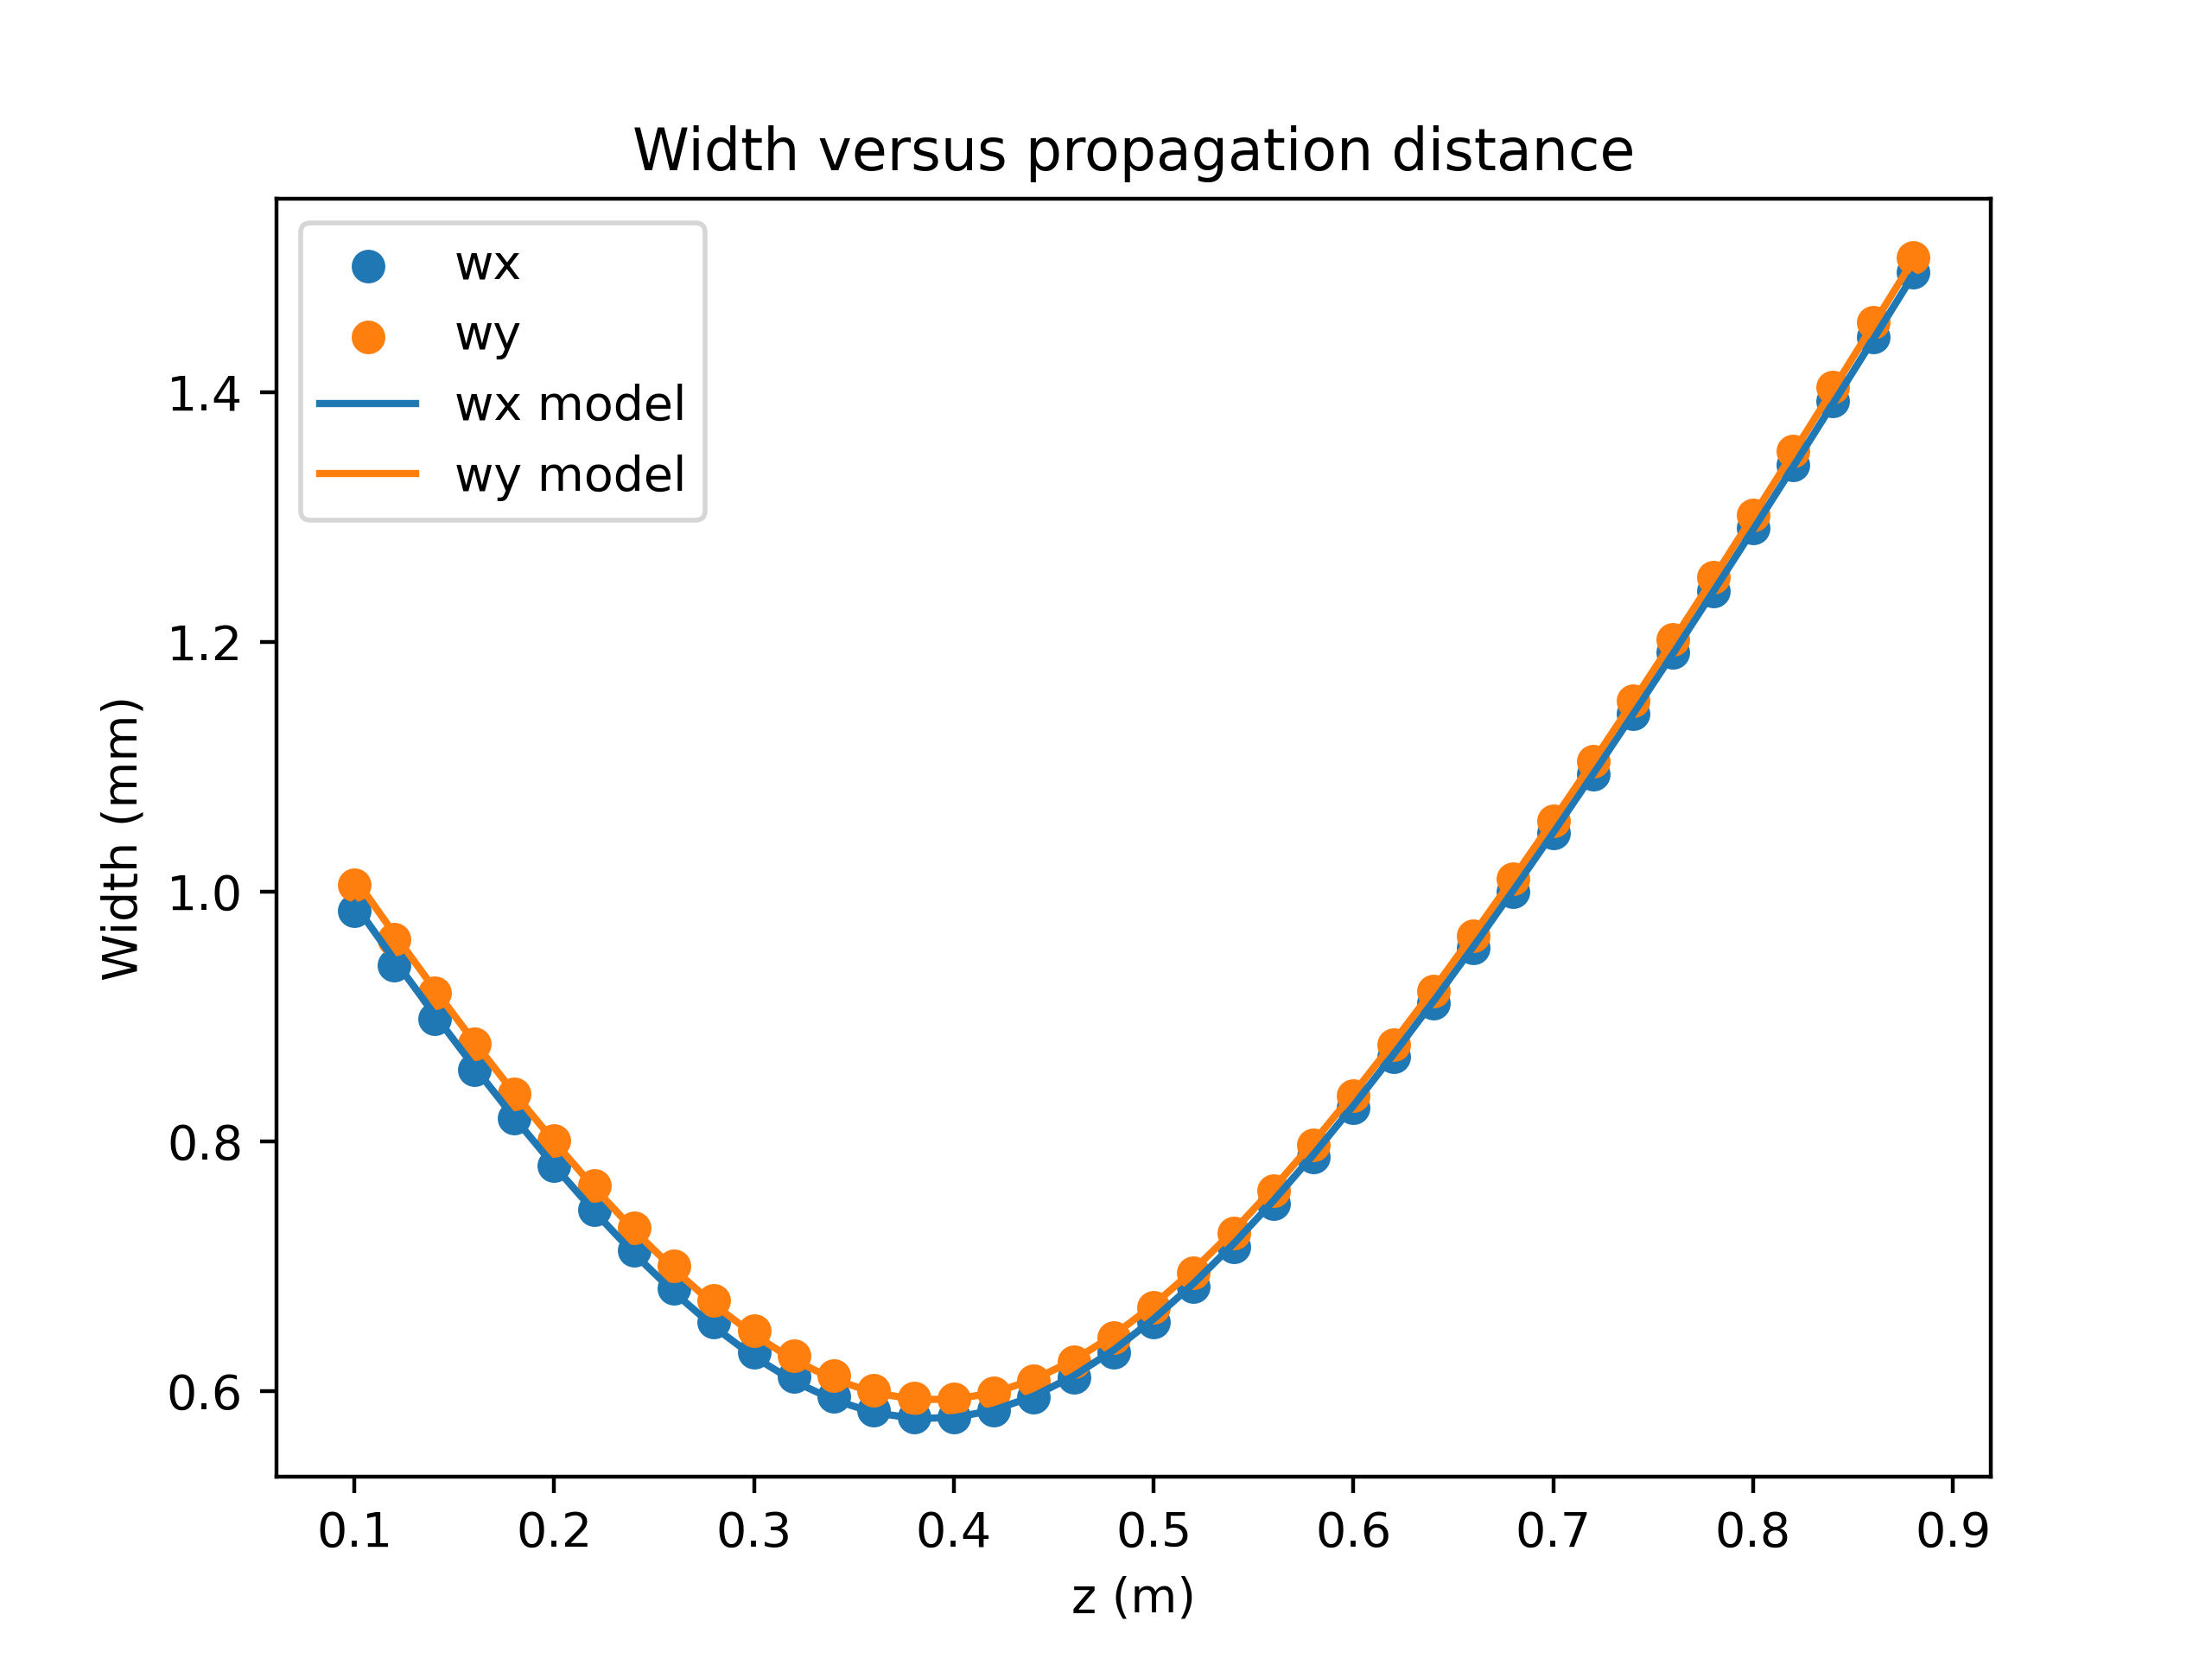 Width versus propagation distance
wx
wy
wx model
wy model
1.4
1.2
1.0
0.8
0.6
Width (mm)
0.1 0.2 0.3 0.4 0.5 0.6 0.7 0.8 0.9
z (m)